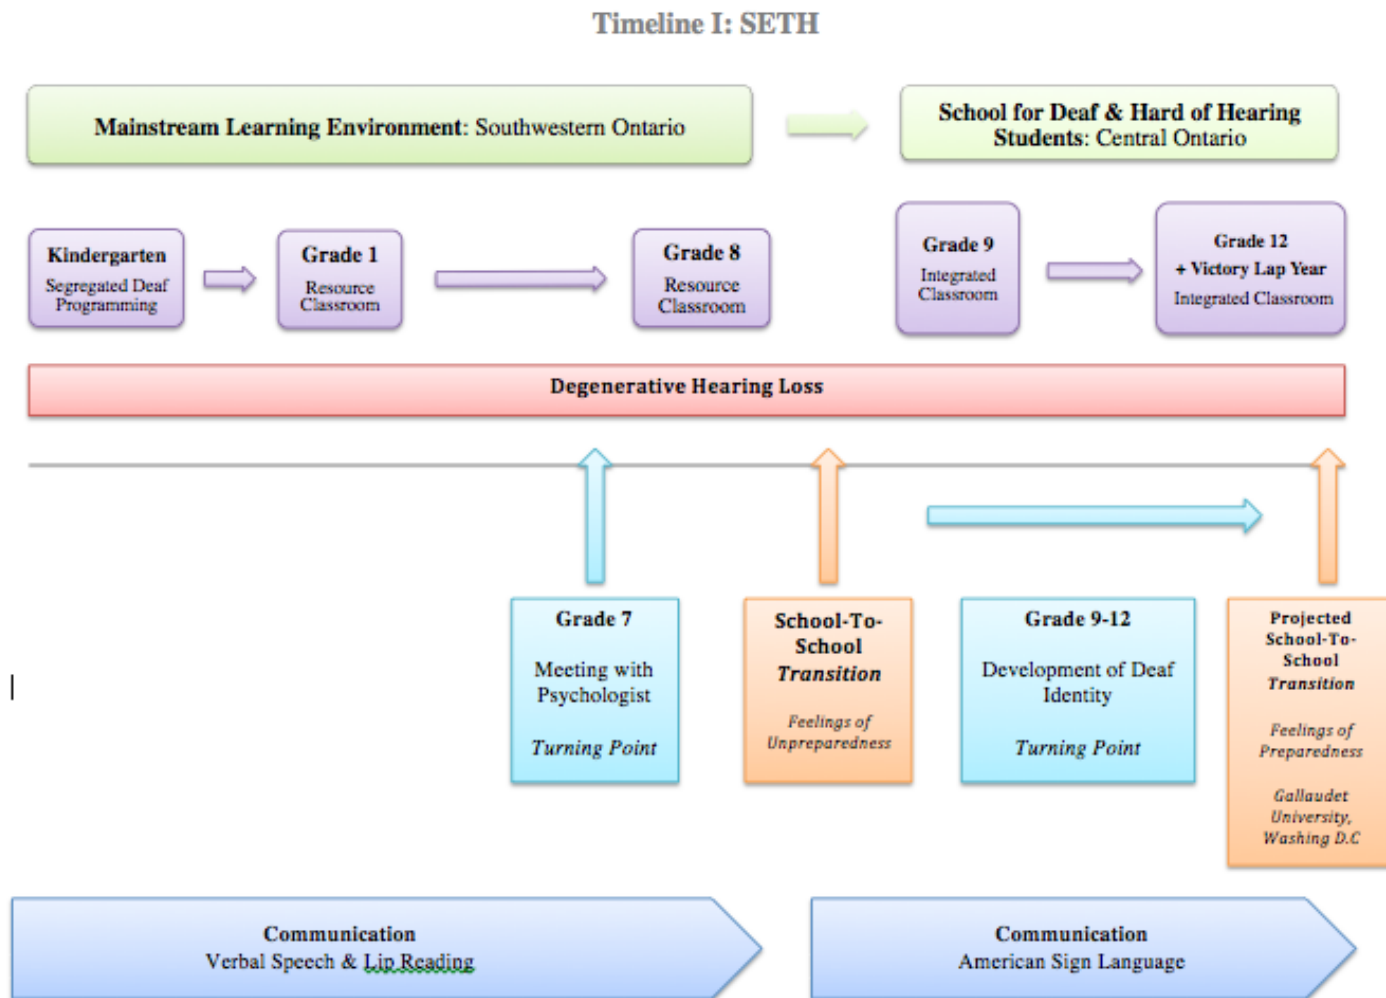 Timeline I: SETH
Mainstream Learning Environment: Southwestern Ontario
School for Deaf & Hard of Hearing
Students: Central Ontario
Kindergarten
Segregated Deaf
Programming
Grade 1
Resource
Classroom
Grade 8
Resource
Classroom
Grade 9
Integrated
Classroom
Grade 12
+ Victory Lap Year
Integrated Classroom
Degenerative Hearing Loss
Grade 7
Meeting with
Psychologist
Turning Point
School-To-
School
Transition
Feelings of
Unpreparedness
Grade 9-12
Development of Deaf
Identity
Turning Point
Projected
School-To-
School
Transition
Feelings of
Preparedness
Gallaudet
University,
Washing D.C
Communication
Verbal Speech & Lip Reading
Communication
American Sign Language